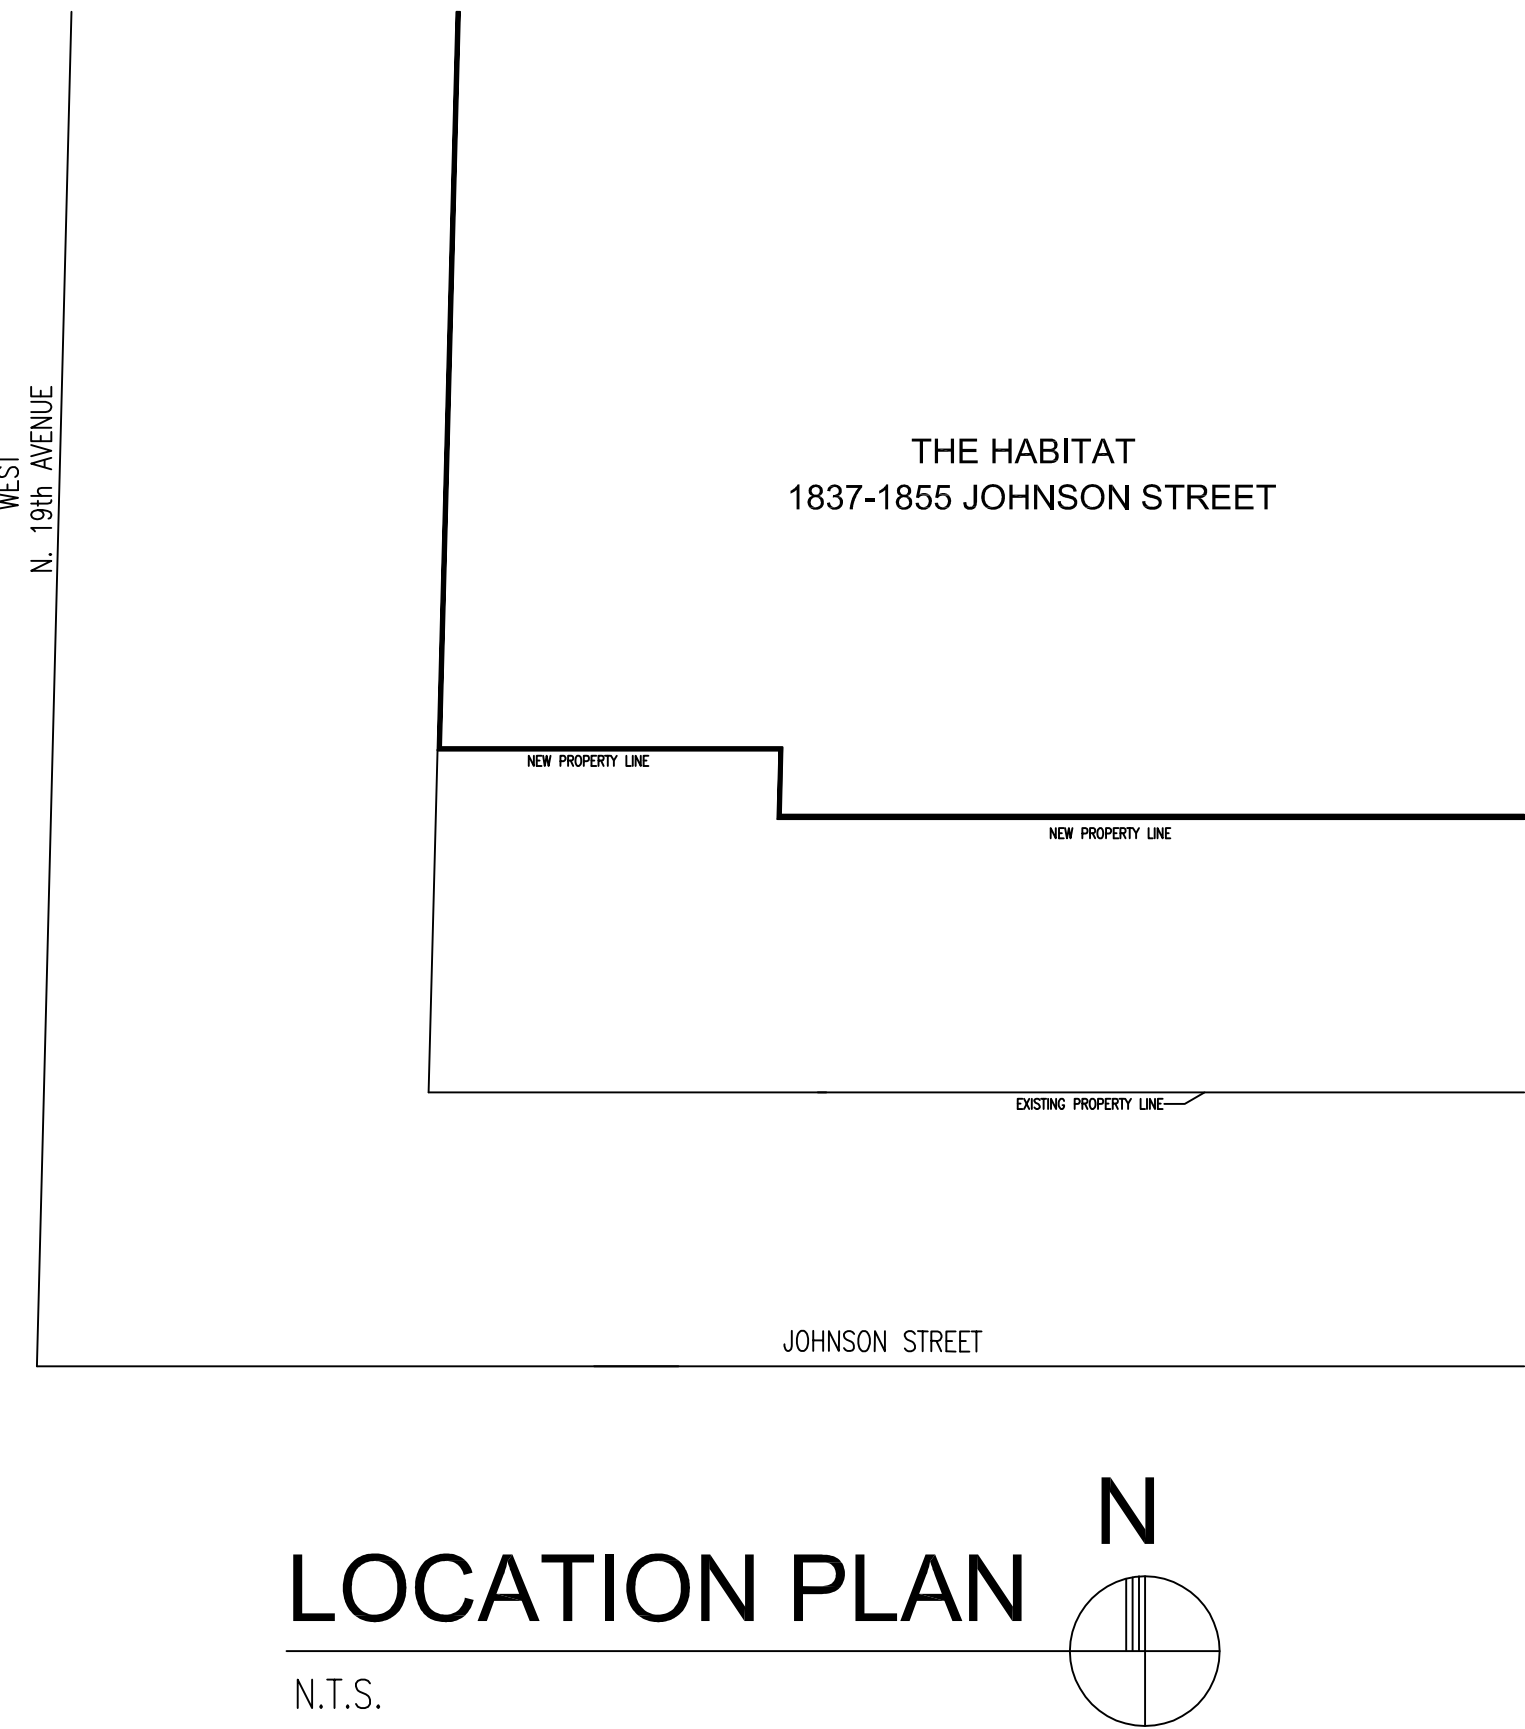 WEST
N. 19th AVENUE
THE HABITAT
1837-1855 JOHNSON STREET
NEW PROPERTY LINE
NEW PROPERTY LINE
EXISTING PROPERTY LINE
JOHNSON STREET
N
LOCATION PLAN
N.T.S.